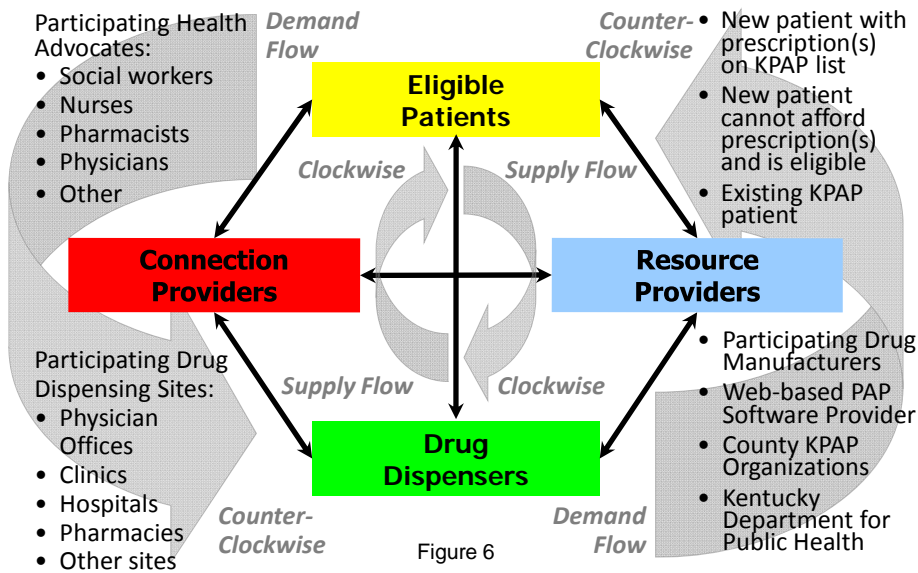 Participating Health
Advocates:
• Social workers
• Nurses
• Pharmacists
• Physicians
• Other
Demand
Flow
Counter-
Clockwise
• New patient with
prescription(s)
on KPAP list
• New patient
cannot afford
prescription(s)
and is eligible
• Existing KPAP
patient
Eligible
Patients
Clockwise
Supply Flow
Connection
Providers
Resource
Providers
Participating Drug
Dispensing Sites:
• Physician
Offices
• Clinics
• Hospitals
• Pharmacies
• Other sites
Supply Flow
Clockwise
• Participating Drug
Manufacturers
• Web-based PAP
Software Provider
• County KPAP
Organizations
• Kentucky
Department for
Public Health
Drug
Dispensers
Counter-
Clockwise
Demand
Flow
Figure 6